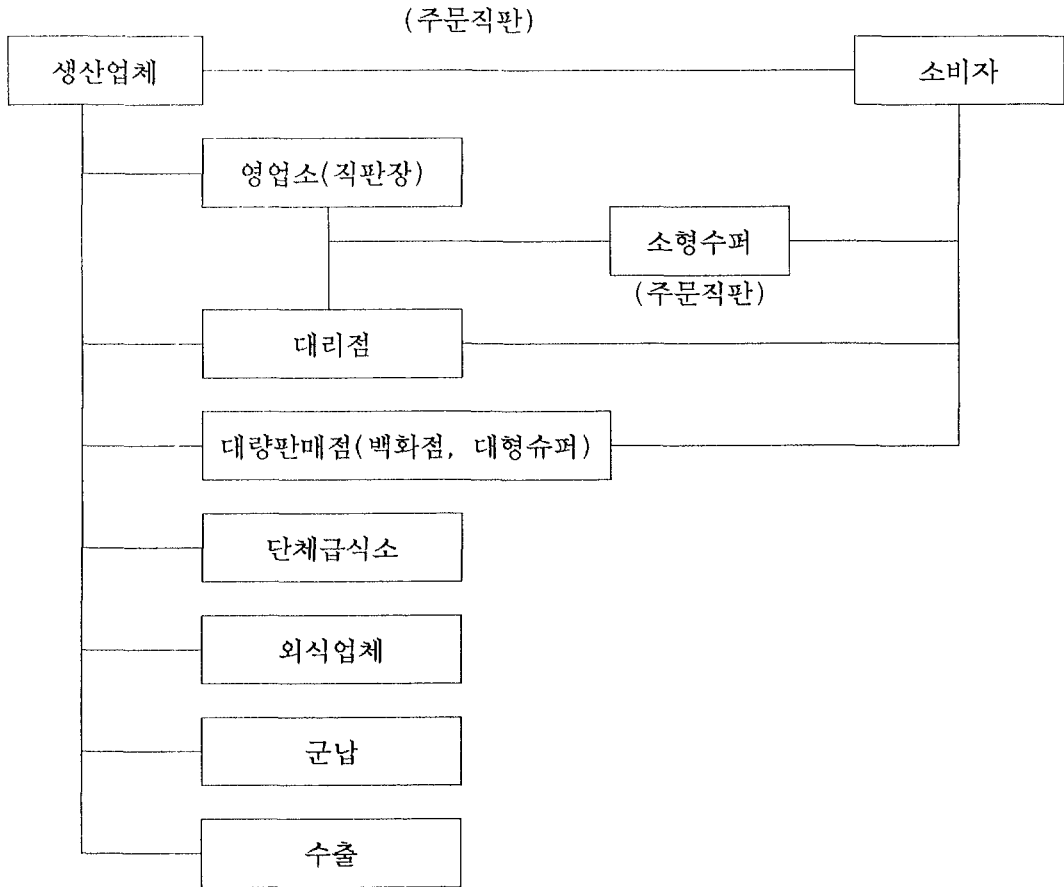 (주문직판)
생산업체
소비자
영업소(직판장)
소형수퍼
(주문직판)
대리점
대량판매점(백화점, 대형슈퍼)
단체급식소
외식업체
군납
수출